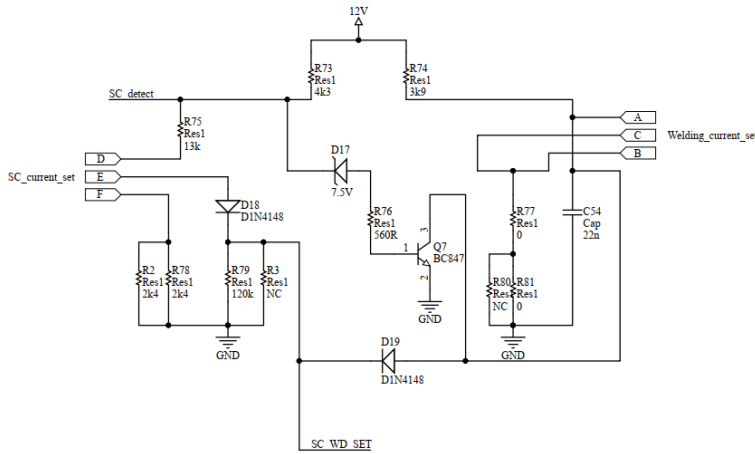 12V
R73
Res1
4k3
R74
Res1
3k9
SC_detect
R75
Res1
13k
A
C
Welding_current_set
B
D
SC_current_set
E
F
D17
7.5V
D18
D1N4148
R76
Res1
560R
3
1
Q7
BC847
2
GND
R77
Res1
0
C54
Cap
22n
R2
Res1
2k4
R78
Res1
2k4
R79
Res1
120k
R3
Res1
NC
R80
Res1
NC
R81
Res1
0
GND
GND
D19
D1N4148
SC_WD_SET